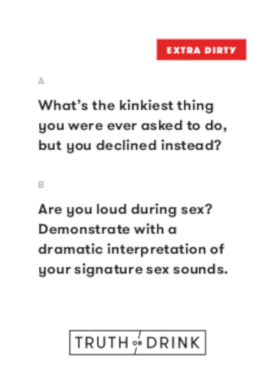 EXTRA DIRTY
A
What's the kinkiest thing
you were ever asked to do,
but you declined instead?
B
Are you loud during sex?
Demonstrate with a
dramatic interpretation of
your signature sex sounds.
TRUTH OR DRINK